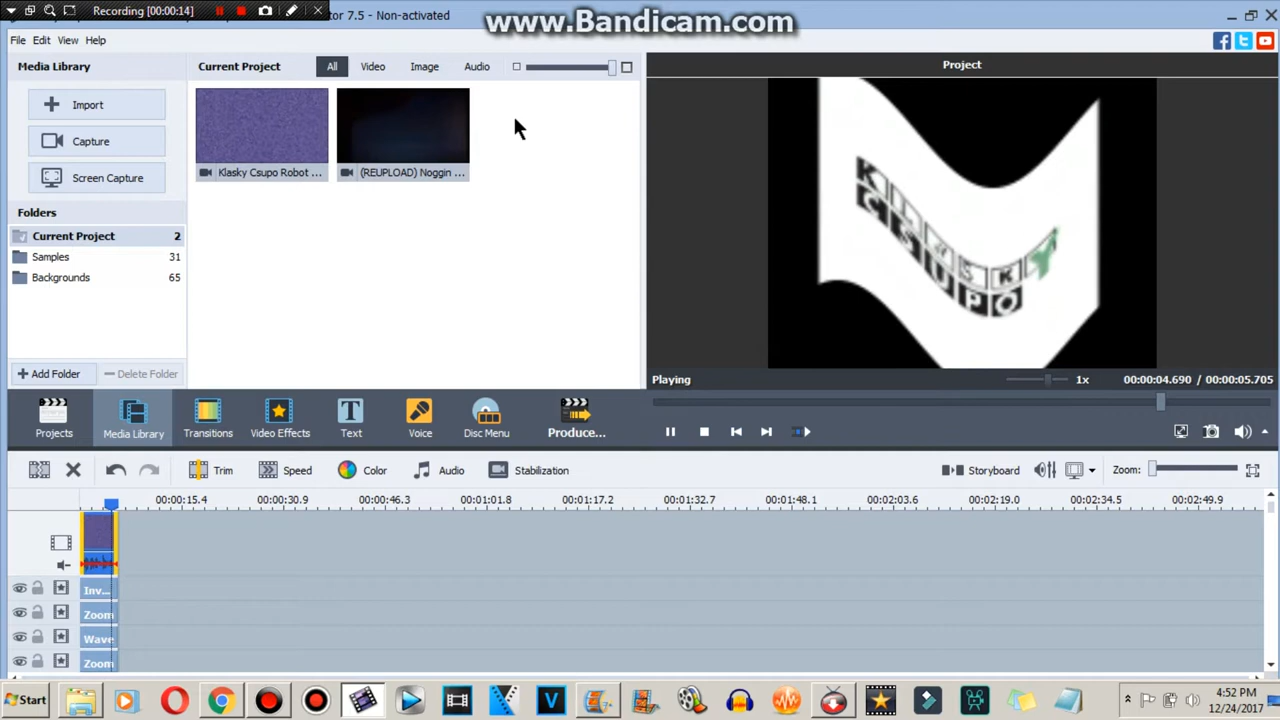 Recording [00:00:14]
www.Bandicam.com
tor 7.5 - Non-activated
File Edit View Help
Media Library
Import
Capture
Screen Capture
Folders
Current Project 2
Samples 31
Backgrounds 65
+ Add Folder
— Delete Folder
Current Project All Video Image Audio
Klasky Csupo Robot ...
(REUPLOAD) Noggin ...
Project
KLASKY
CSUPO
Playing
1x
00:00:04.690 / 00:00:05.705
Projects Media Library Transitions Video Effects Text Voice Disc Menu Produce...
Trim Speed Color Audio Stabilization Storyboard Zoom:
00:00:15.4 00:00:30.9 00:00:46.3 00:01:01.8 00:01:17.2 00:01:32.7 00:01:48.1 00:02:03.6 00:02:19.0 00:02:34.5 00:02:49.9
Inv...
Zoom
Wave
Zoom
Start
4:52 PM
12/24/2017